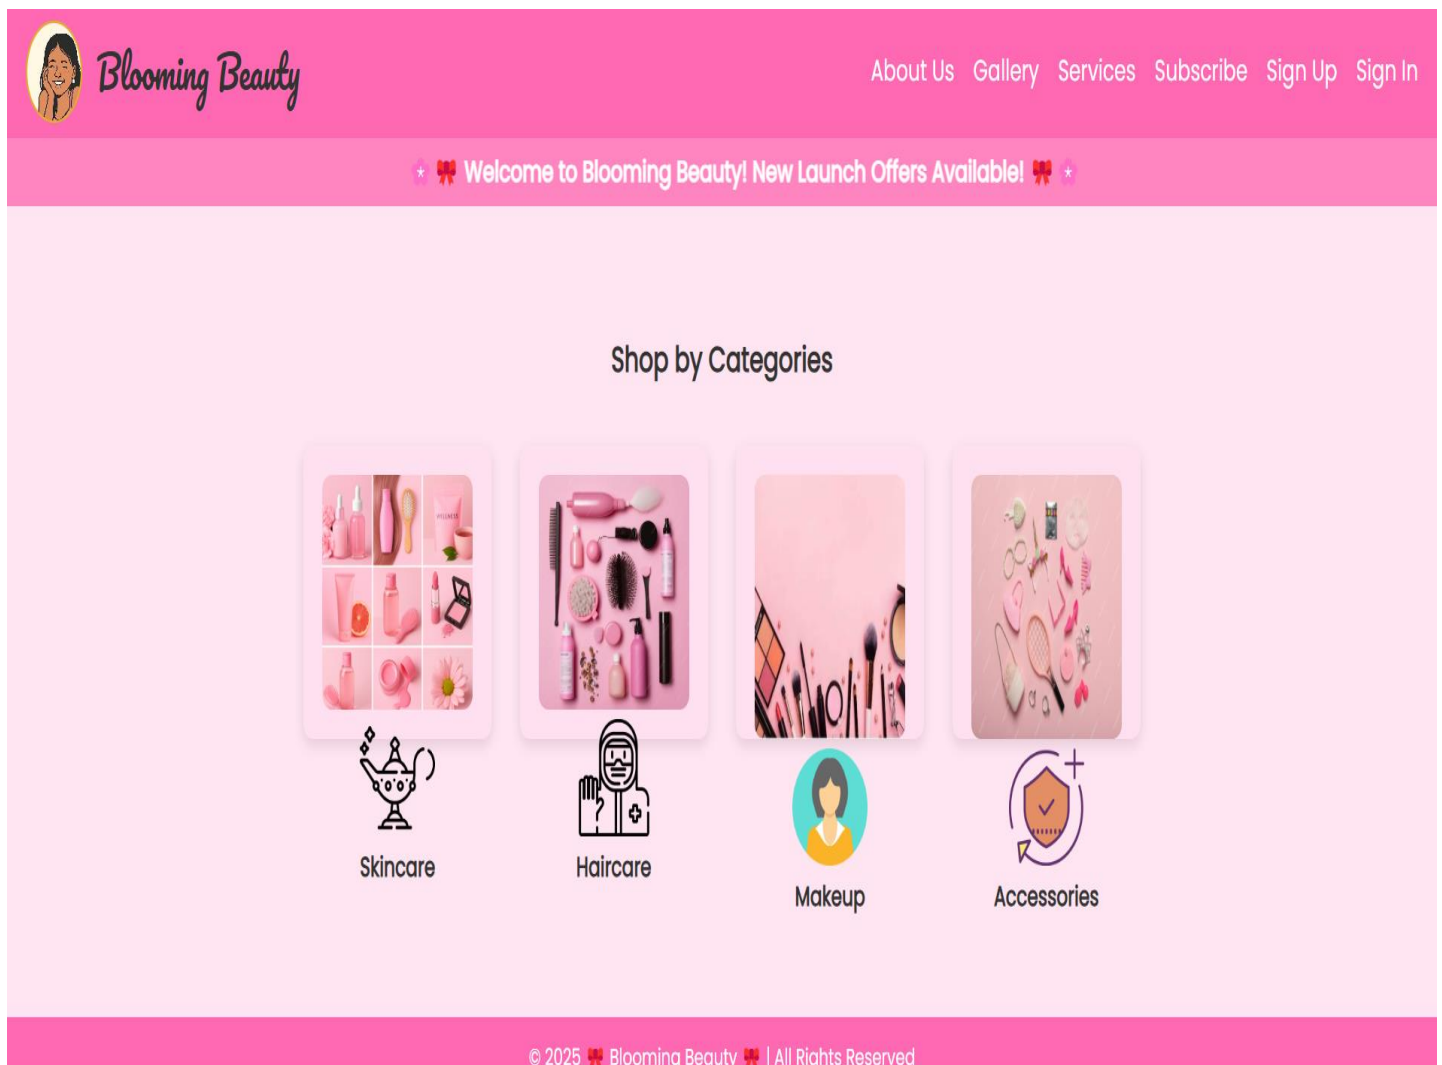 Blooming Beauty
About Us Gallery Services Subscribe Sign Up Sign In
🌸 🎀 Welcome to Blooming Beauty! New Launch Offers Available! 🎀 🌸
Shop by Categories
WELLNESS
Skincare
Haircare
Makeup
Accessories
© 2025 🎀 Blooming Beauty 🎀 | All Rights Reserved